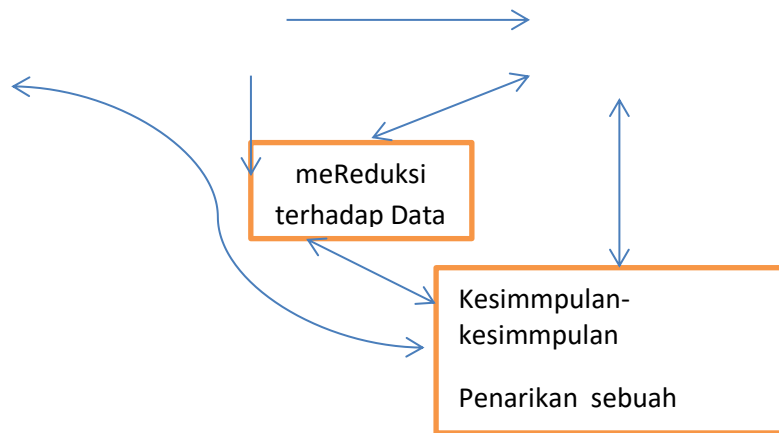 meReduksi
terhadap Data
Kesimmpulan-
kesimmpulan
Penarikan sebuah